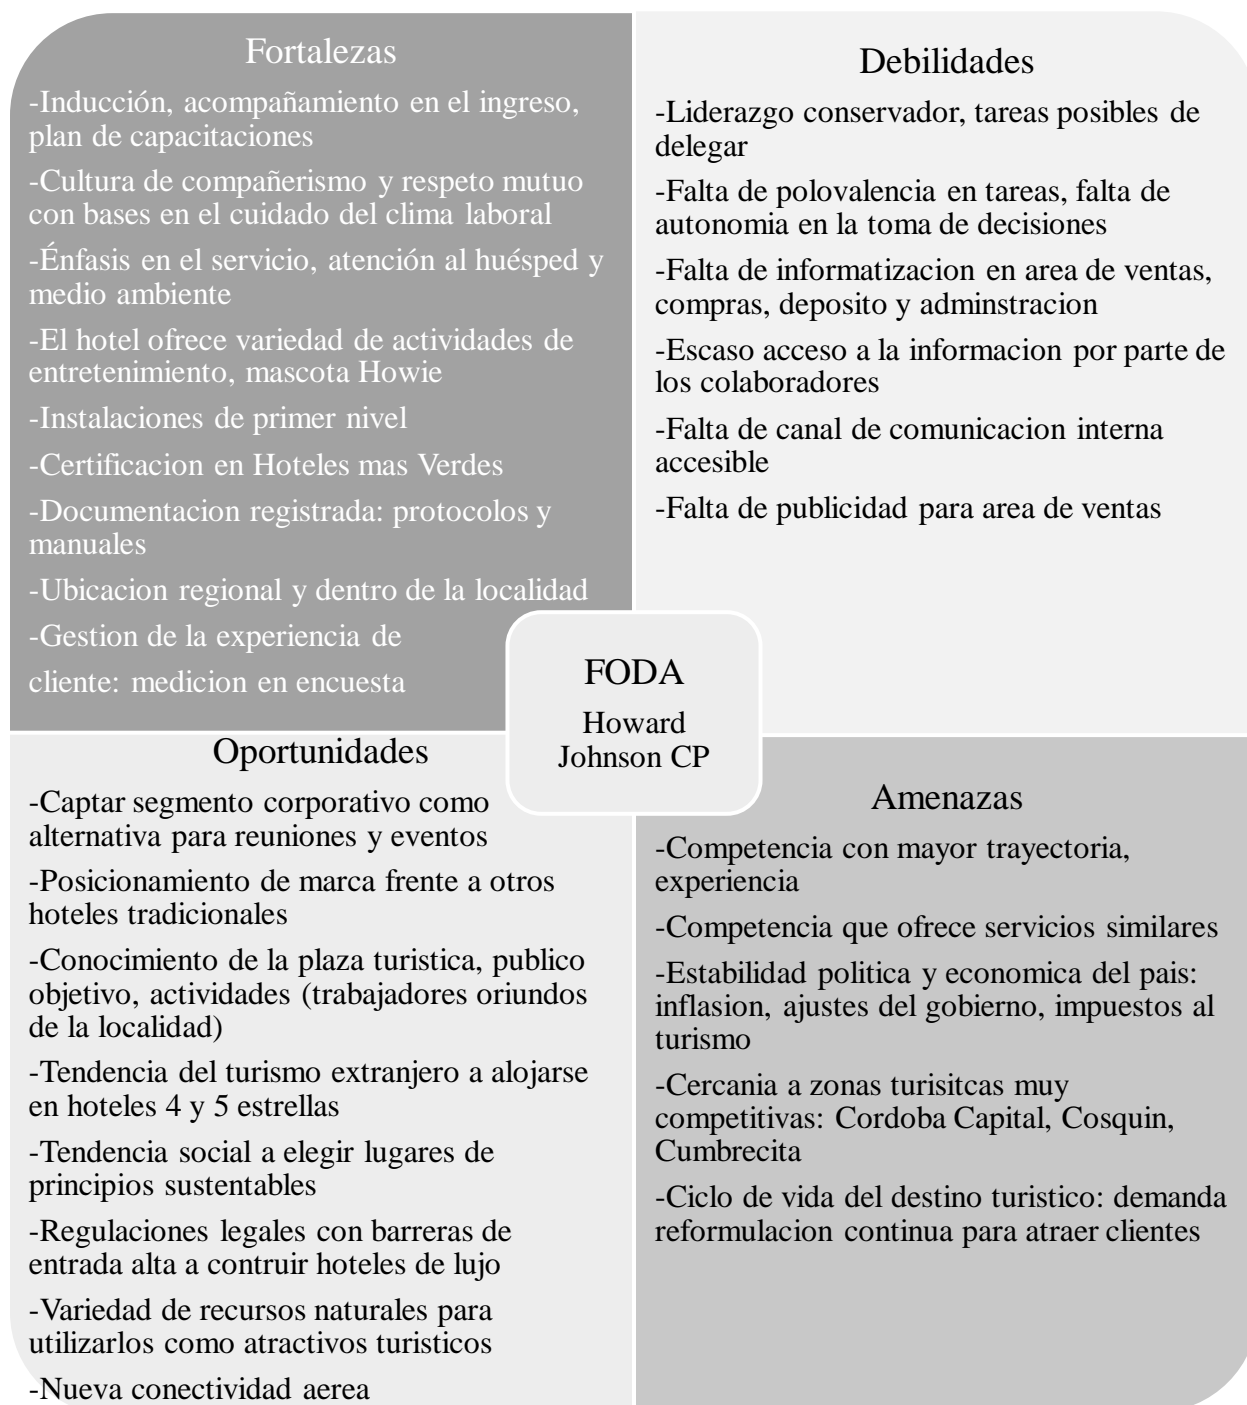 Fortalezas
-Inducción, acompañamiento en el ingreso,
plan de capacitaciones
-Cultura de compañerismo y respeto mutuo
con bases en el cuidado del clima laboral
-Énfasis en el servicio, atención al huésped y
medio ambiente
-El hotel ofrece variedad de actividades de
entretenimiento, mascota Howie
-Instalaciones de primer nivel
-Certificacion en Hoteles mas Verdes
-Documentacion registrada: protocolos y
manuales
-Ubicacion regional y dentro de la localidad
-Gestion de la experiencia de
cliente: medicion en encuesta
Debilidades
-Liderazgo conservador, tareas posibles de
delegar
-Falta de polovalencia en tareas, falta de
autonomia en la toma de decisiones
-Falta de informatizacion en area de ventas,
compras, deposito y adminstracion
-Escaso acceso a la informacion por parte de
los colaboradores
-Falta de canal de comunicacion interna
accesible
-Falta de publicidad para area de ventas
FODA
Howard
Johnson CP
Oportunidades
-Captar segmento corporativo como
alternativa para reuniones y eventos
-Posicionamiento de marca frente a otros
hoteles tradicionales
-Conocimiento de la plaza turistica, publico
objetivo, actividades (trabajadores oriundos
de la localidad)
-Tendencia del turismo extranjero a alojarse
en hoteles 4 y 5 estrellas
-Tendencia social a elegir lugares de
principios sustentables
-Regulaciones legales con barreras de
entrada alta a contruir hoteles de lujo
-Variedad de recursos naturales para
utilizarlos como atractivos turisticos
-Nueva conectividad aerea
Amenazas
-Competencia con mayor trayectoria,
experiencia
-Competencia que ofrece servicios similares
-Estabilidad politica y economica del pais:
inflasion, ajustes del gobierno, impuestos al
turismo
-Cercania a zonas turisitcas muy
competitivas: Cordoba Capital, Cosquin,
Cumbrecita
-Ciclo de vida del destino turistico: demanda
reformulacion continua para atraer clientes